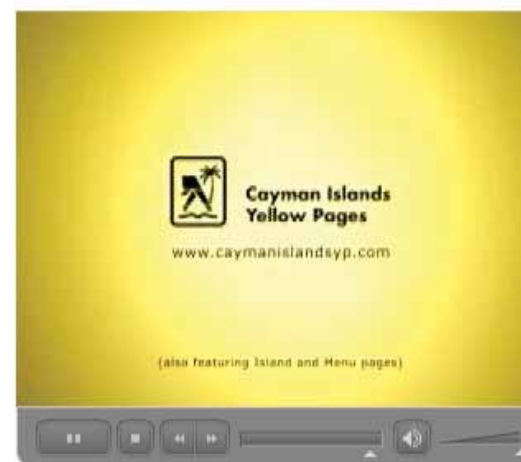 Cayman Islands
Yellow Pages
www.caymanislandsyp.com
(also featuring Island and Menu pages)